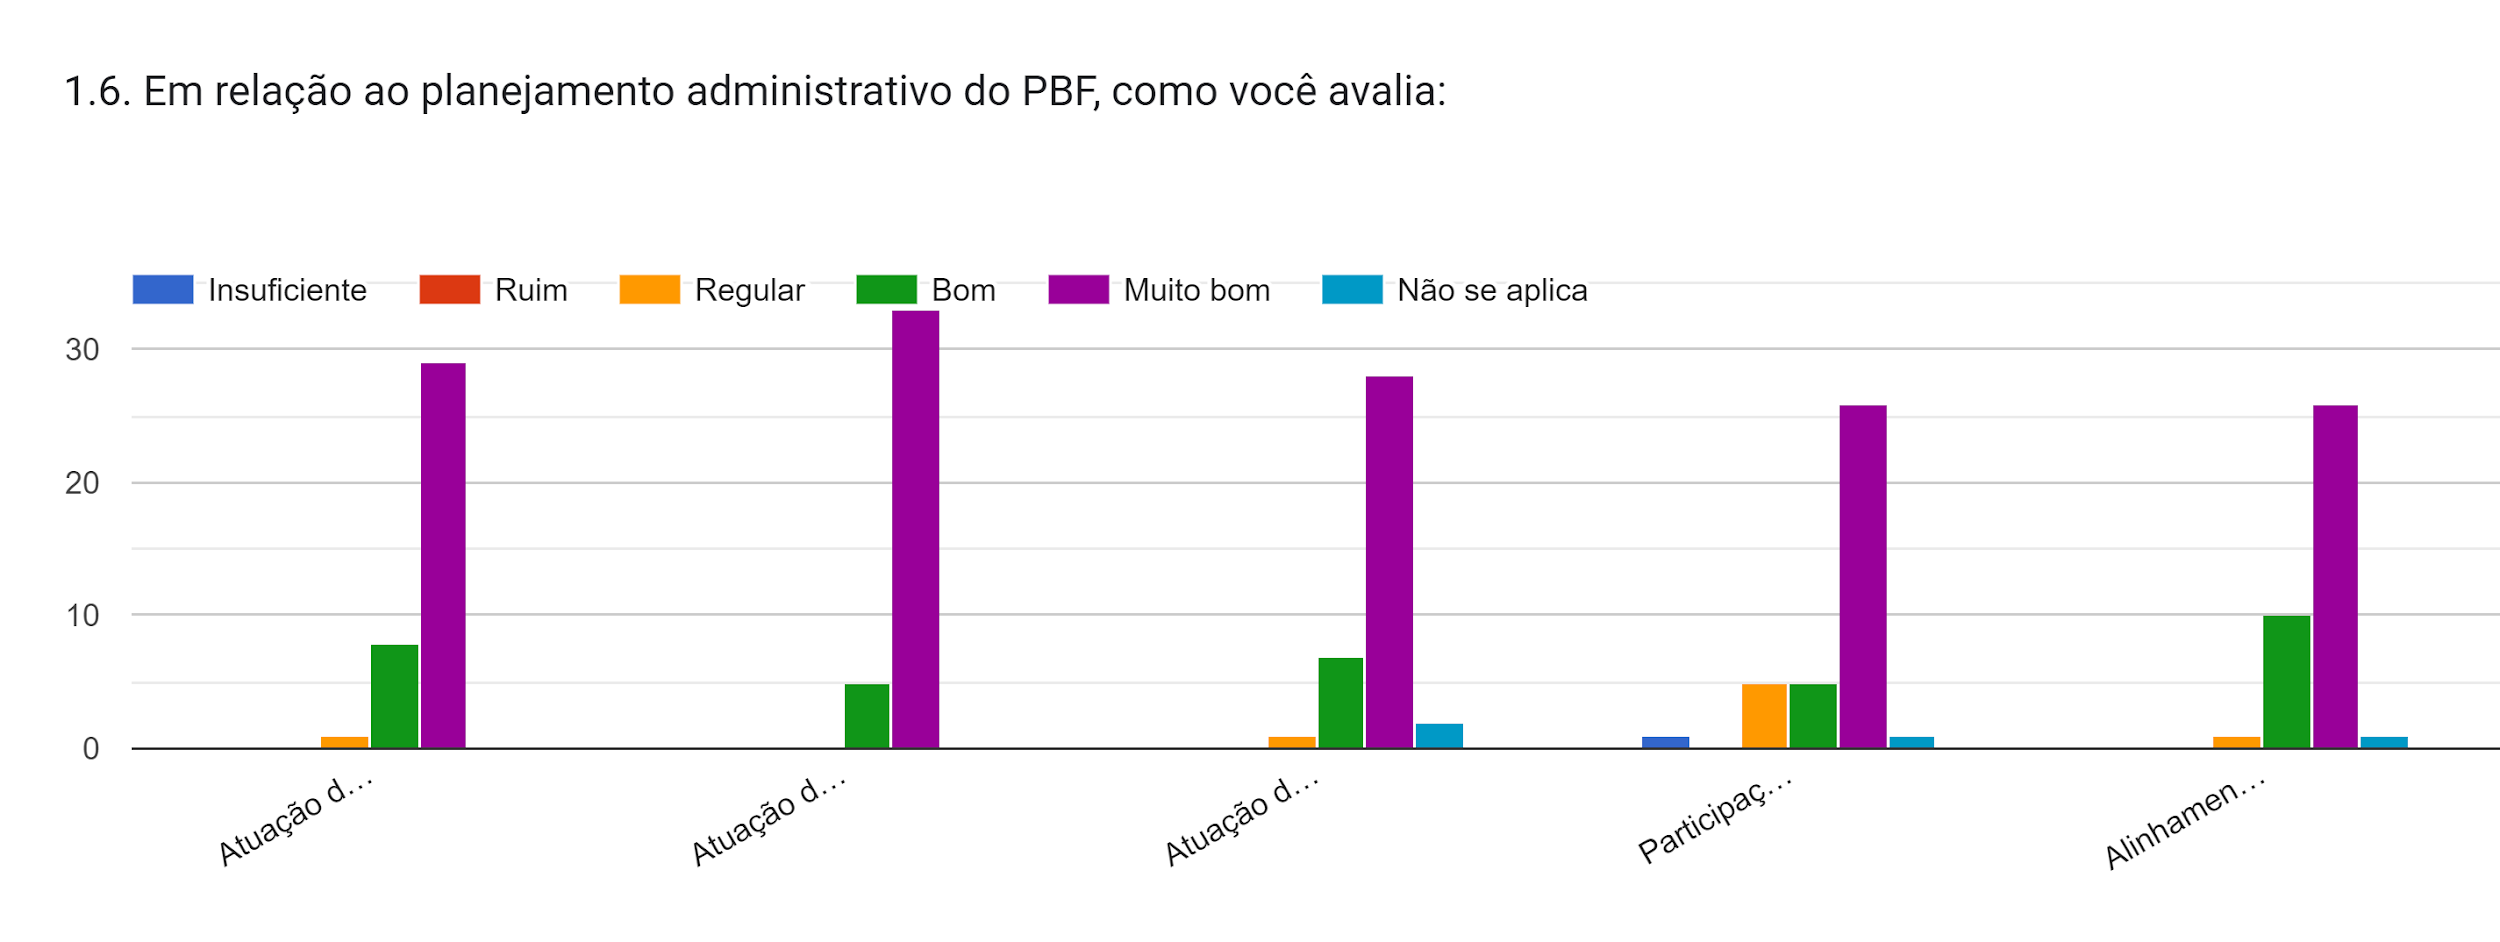 1.6. Em relação ao planejamento administrativo do PBF, como você avalia:
Insuficiente Ruim Regular Bom Muito bom Não se aplica
30
20
10
0
Atuação d...
Atuação d...
Atuação d...
Participaç...
Alinhamen...